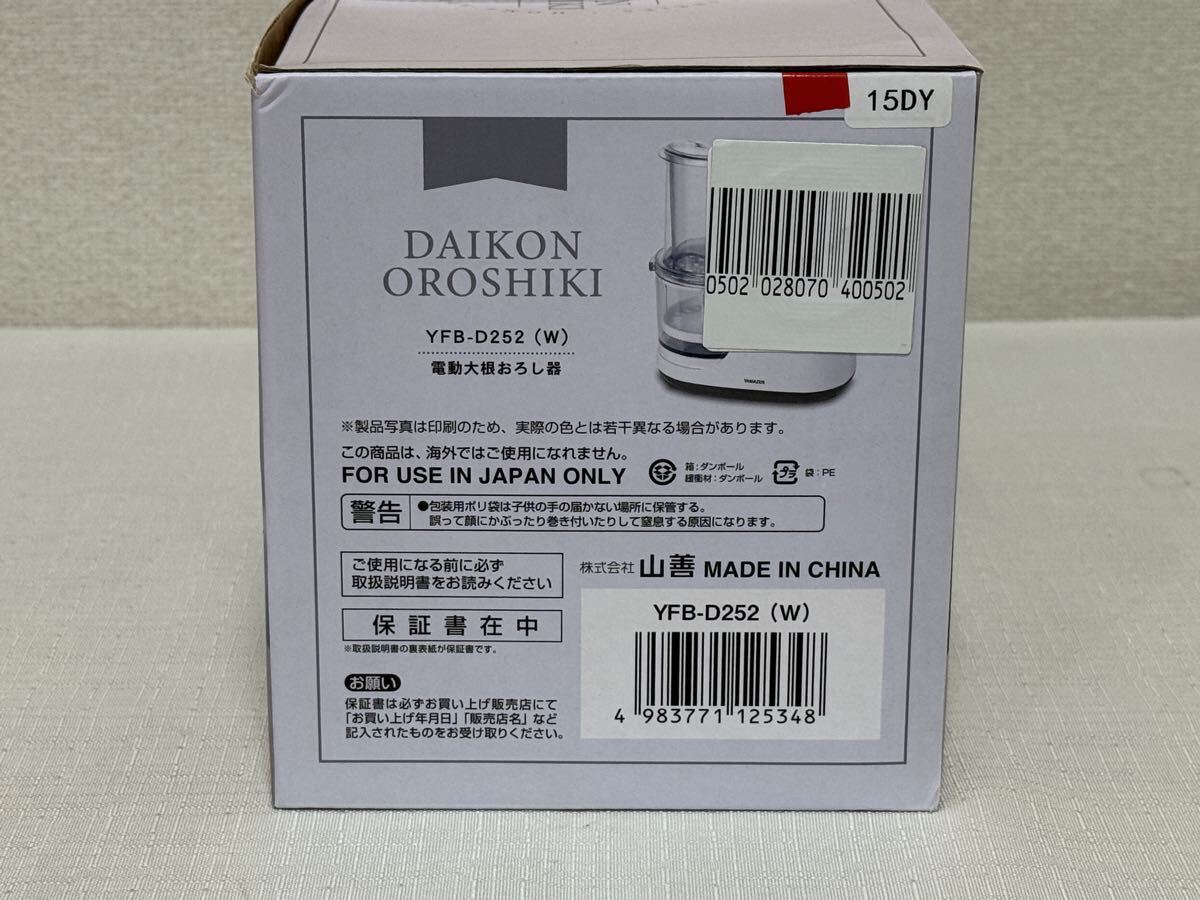 15DY
0502 028070 400502
DAIKON
OROSHIKI
YFB-D252（W）
電動大根おろし器
YAMAZEN
※製品写真は印刷のため、実際の色とは若干異なる場合があります。
この商品は、海外ではご使用になれません。
FOR USE IN JAPAN ONLY
箱：ダンボール
緩衝材：ダンボール
プラ
袋：PE
警告
●包装用ポリ袋は子供の手の届かない場所に保管する。
誤って顔にかぶったり巻き付いたりして窒息する原因になります。
ご使用になる前に必ず
取扱説明書をお読みください
株式会社 山善 MADE IN CHINA
保証書在中
※取扱説明書の裏表紙が保証書です。
お願い
保証書は必ずお買い上げ販売店にて
「お買い上げ年月日」「販売店名」など
記入されたものをお受け取りください。
YFB-D252（W）
4 983771 125348